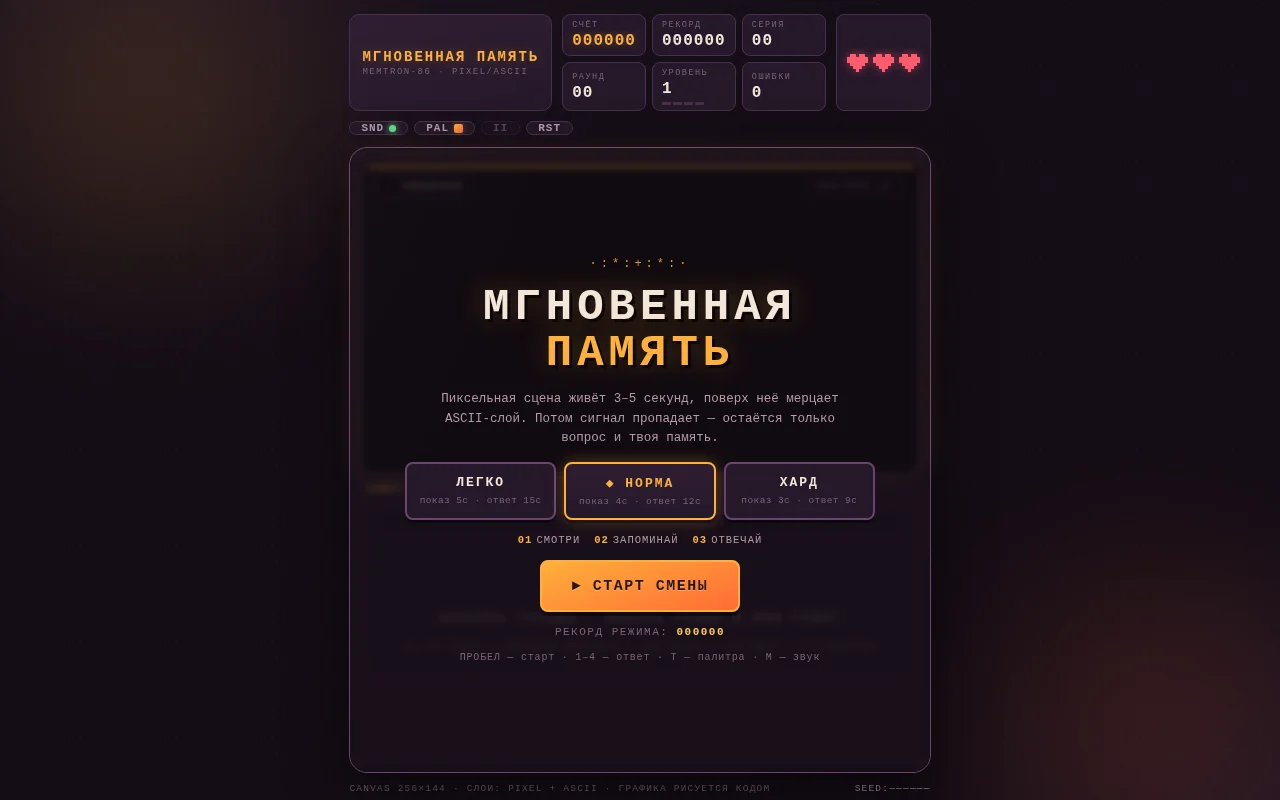 МГНОВЕННАЯ ПАМЯТЬ
MEMTRON-86 · PIXEL/ASCII
СЧЁТ
000000
РЕКОРД
000000
СЕРИЯ
00
РАУНД
00
УРОВЕНЬ
1
ОШИБКИ
0
SND
PAL
II
RST
·:*:+:*:·
МГНОВЕННАЯ
ПАМЯТЬ
Пиксельная сцена живёт 3–5 секунд, поверх неё мерцает
ASCII-слой. Потом сигнал пропадает — остаётся только
вопрос и твоя память.
ЛЕГКО
показ 5с · ответ 15с
◆ НОРМА
показ 4с · ответ 12с
ХАРД
показ 3с · ответ 9с
01 СМОТРИ 02 ЗАПОМИНАЙ 03 ОТВЕЧАЙ
► СТАРТ СМЕНЫ
РЕКОРД РЕЖИМА: 000000
ПРОБЕЛ — старт · 1–4 — ответ · T — палитра · M — звук
CANVAS 256×144 · СЛОИ: PIXEL + ASCII · ГРАФИКА РИСУЕТСЯ КОДОМ
SEED:——————